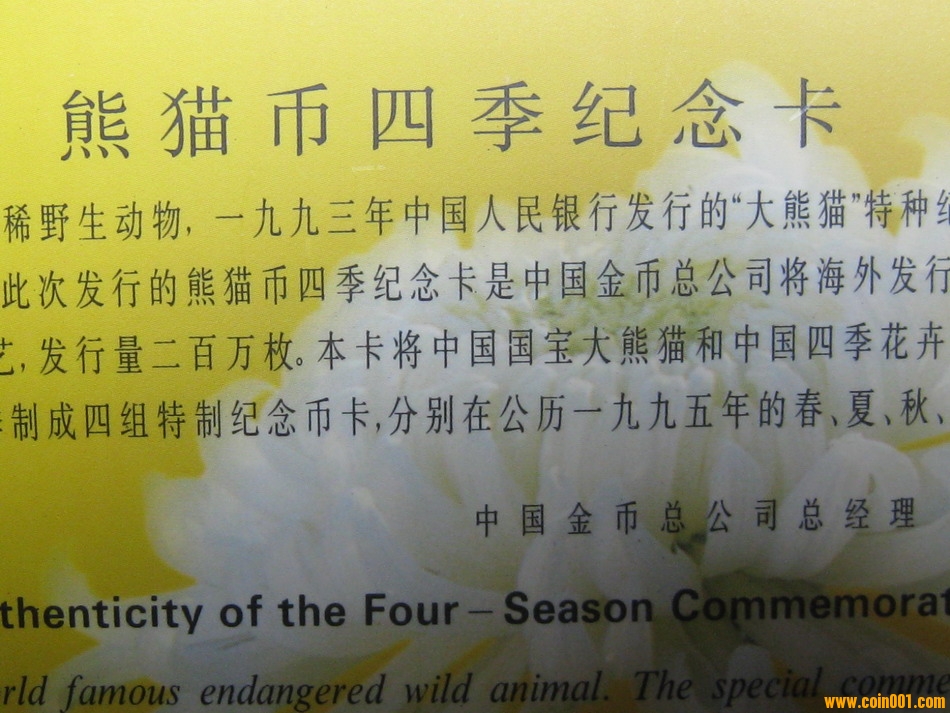 熊猫币四季纪念卡
稀野生动物, 一九九三年中国人民银行发行的“大熊猫”特种纪
此次发行的熊猫币四季纪念卡是中国金币总公司将海外发行
艺, 发行量二百万枚。本卡将中国国宝大熊猫和中国四季花卉
制成四组特制纪念币卡, 分别在公历一九九五年的春、夏、秋、
中国金币总公司总经理
thenticity of the Four – Season Commemorat
rld famous endangered wild animal. The special comme
www.coin001.com